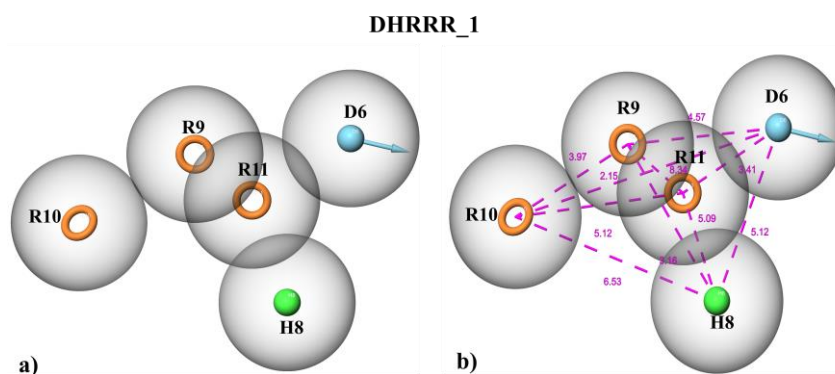 DHRRR_1
R9
D6
R11
R10
H8
a)
R9
D6
4.57
R11
3.97
8.34
3.41
2.15
R10
5.09
5.12
5.12
6.53
H8
b)